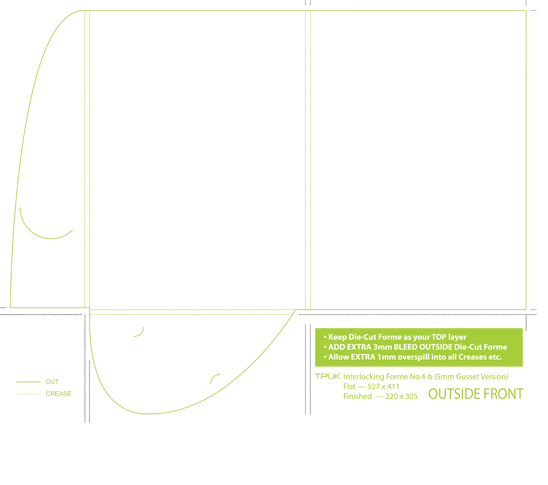 • Keep Die-Cut Forme as your TOP layer
• ADD EXTRA 3mm BLEED OUTSIDE Die-Cut Forme
• Allow EXTRA 1mm overspill into all Creases etc.
TPUK Interlocking Forme No.4-b (5mm Gusset Version)
Flat — 527 x 411
Finished — 220 x 305 OUTSIDE FRONT
CUT
CREASE